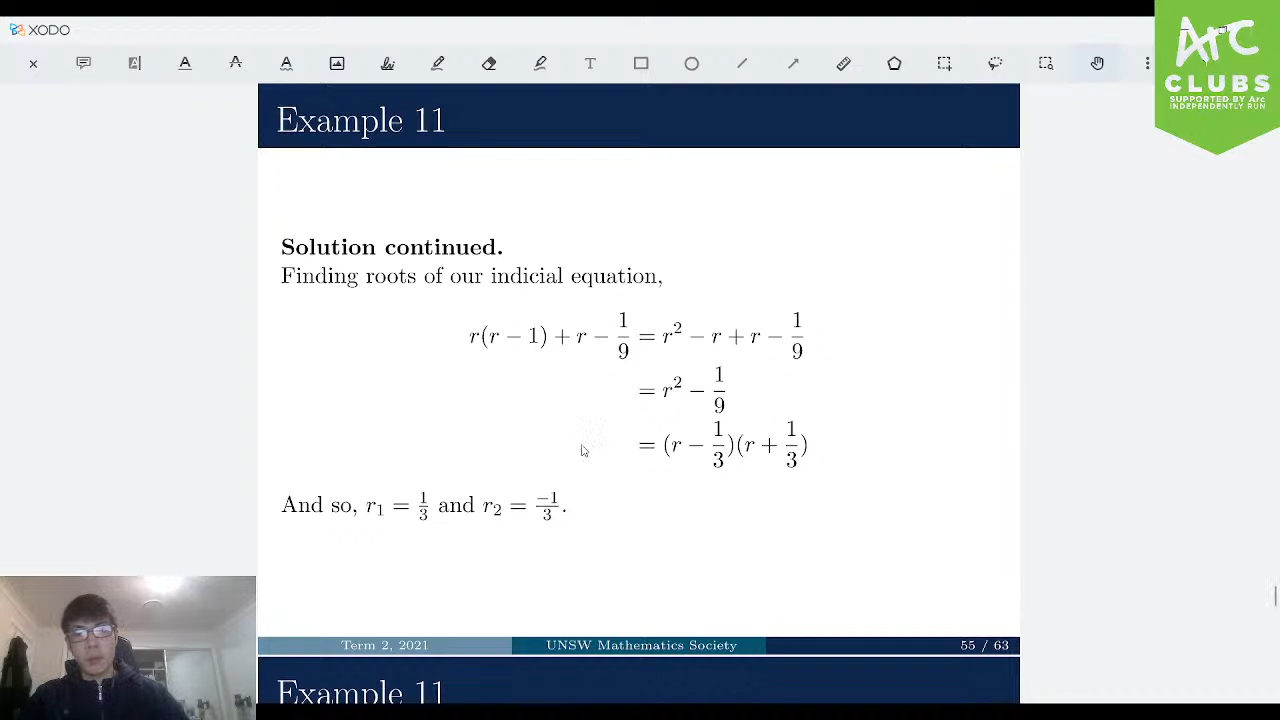 XODO
ArC
CLUBS
SUPPORTED BY Arc
INDEPENDENTLY RUN
T
Example 11
Solution continued.
Finding roots of our indicial equation,
r(r − 1) + r − 1/9 = r² − r + r − 1/9
= r² − 1/9
= (r − 1/3)(r + 1/3)
And so, r₁ = 1/3 and r₂ = −1/3.
Term 2, 2021 UNSW Mathematics Society 55 / 63
Example 11